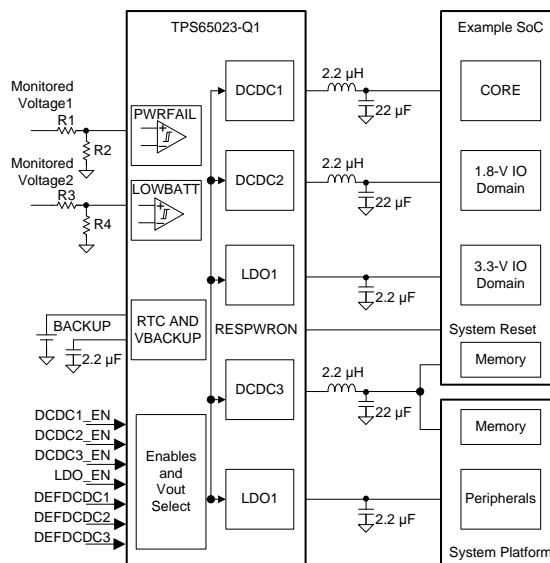 TPS65023-Q1
Example SoC
Monitored
Voltage1
R1
R2
PWRFAIL
DCDC1
2.2 µH
22 µF
CORE
Monitored
Voltage2
R3
R4
LOWBATT
DCDC2
2.2 µH
22 µF
1.8-V IO
Domain
LDO1
2.2 µF
3.3-V IO
Domain
BACKUP
2.2 µF
RTC AND
VBACKUP
RESPWRON
System Reset
Memory
DCDC3
2.2 µH
22 µF
DCDC1_EN
DCDC2_EN
DCDC3_EN
LDO_EN
DEFDCDC1
DEFDCDC2
DEFDCDC3
Enables
and
Vout
Select
LDO1
2.2 µF
Memory
Peripherals
System Platform